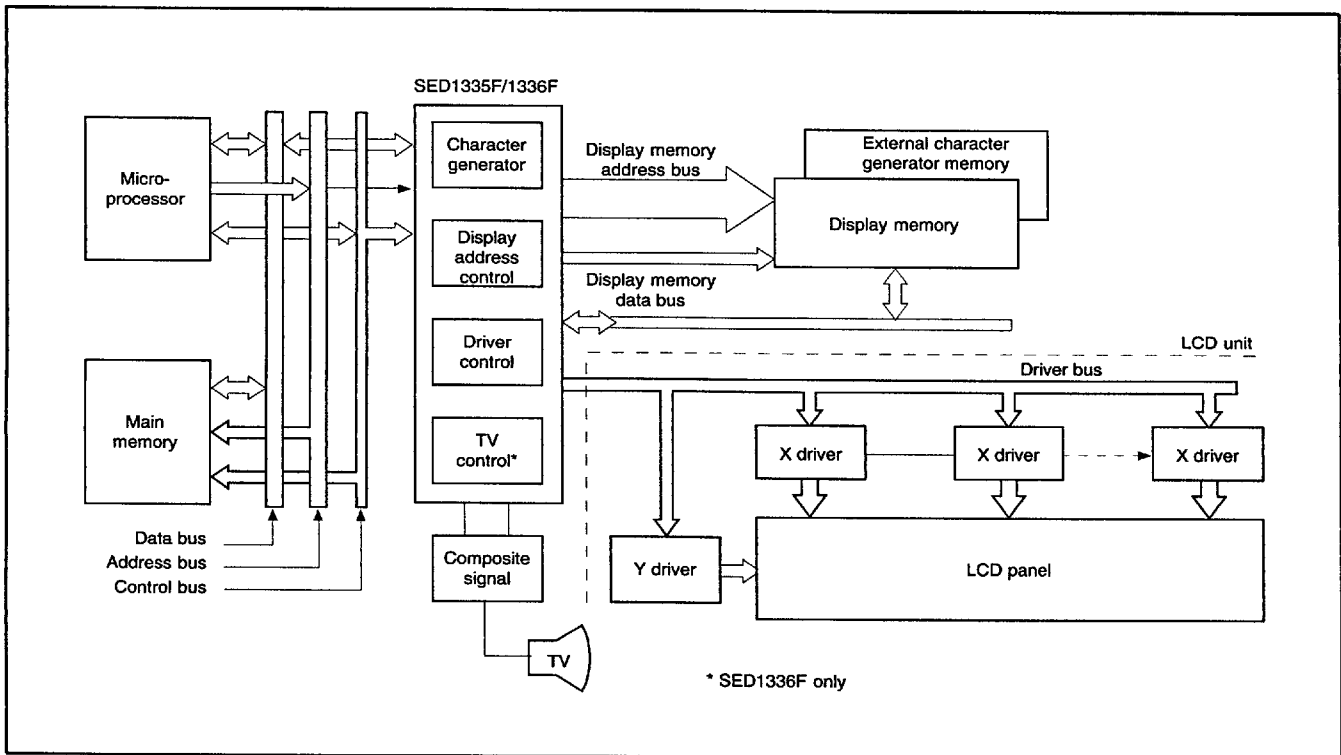 SED1335F/1336F
Micro-
processor
Character
generator
Display
address
control
Driver
control
TV
control*
Display memory
address bus
External character
generator memory
Display memory
Display memory
data bus
LCD unit
Driver bus
Main
memory
X driver
X driver
X driver
Data bus
Address bus
Control bus
Composite
signal
Y driver
LCD panel
TV
* SED1336F only